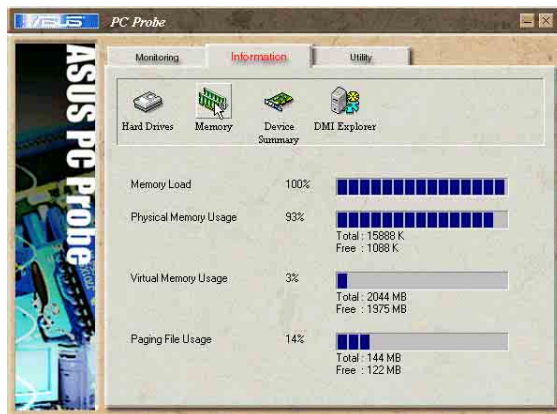 ASUS PC Probe
ASUS PC Probe
Monitoring Information Utility
Hard Drives Memory Device Summary DMI Explorer
Memory Load 100%
Physical Memory Usage 93%
Total : 15888 K
Free : 1088 K
Virtual Memory Usage 3%
Total : 2044 MB
Free : 1975 MB
Paging File Usage 14%
Total : 144 MB
Free : 122 MB